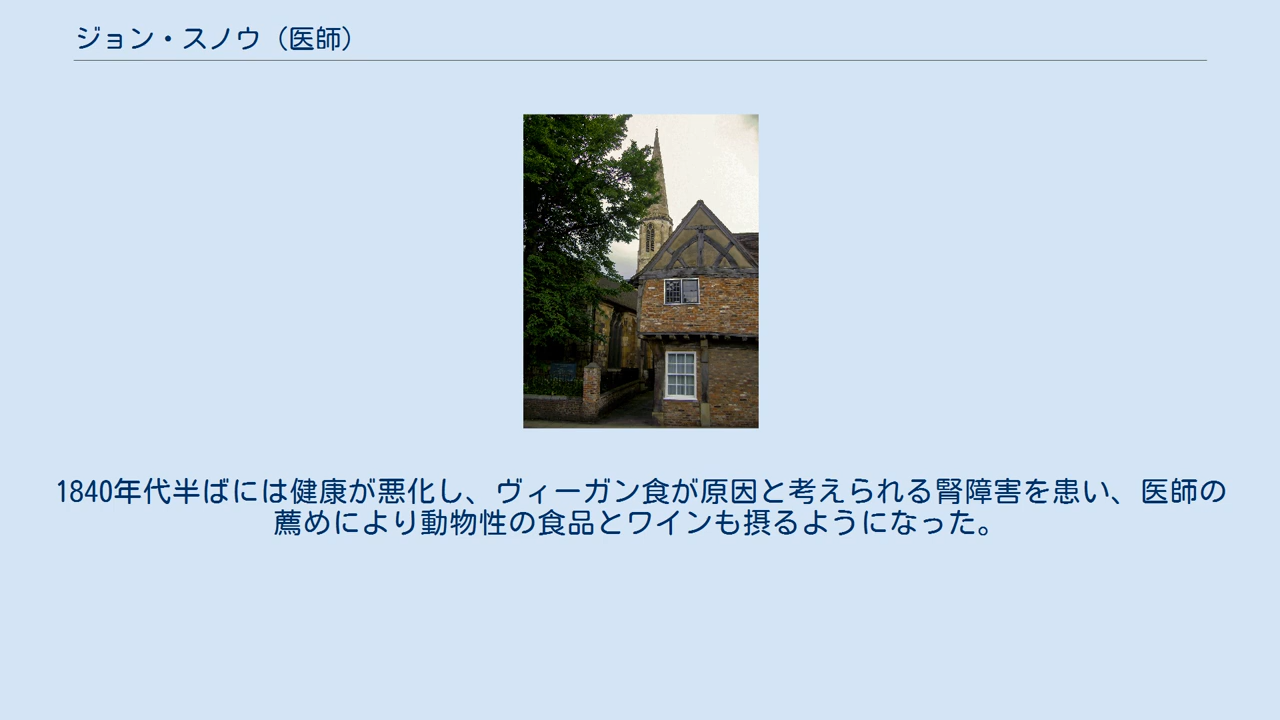 ジョン・スノウ（医師）
1840年代半ばには健康が悪化し、ヴィーガン食が原因と考えられる腎障害を患い、医師の
薦めにより動物性の食品とワインも摂るようになった。